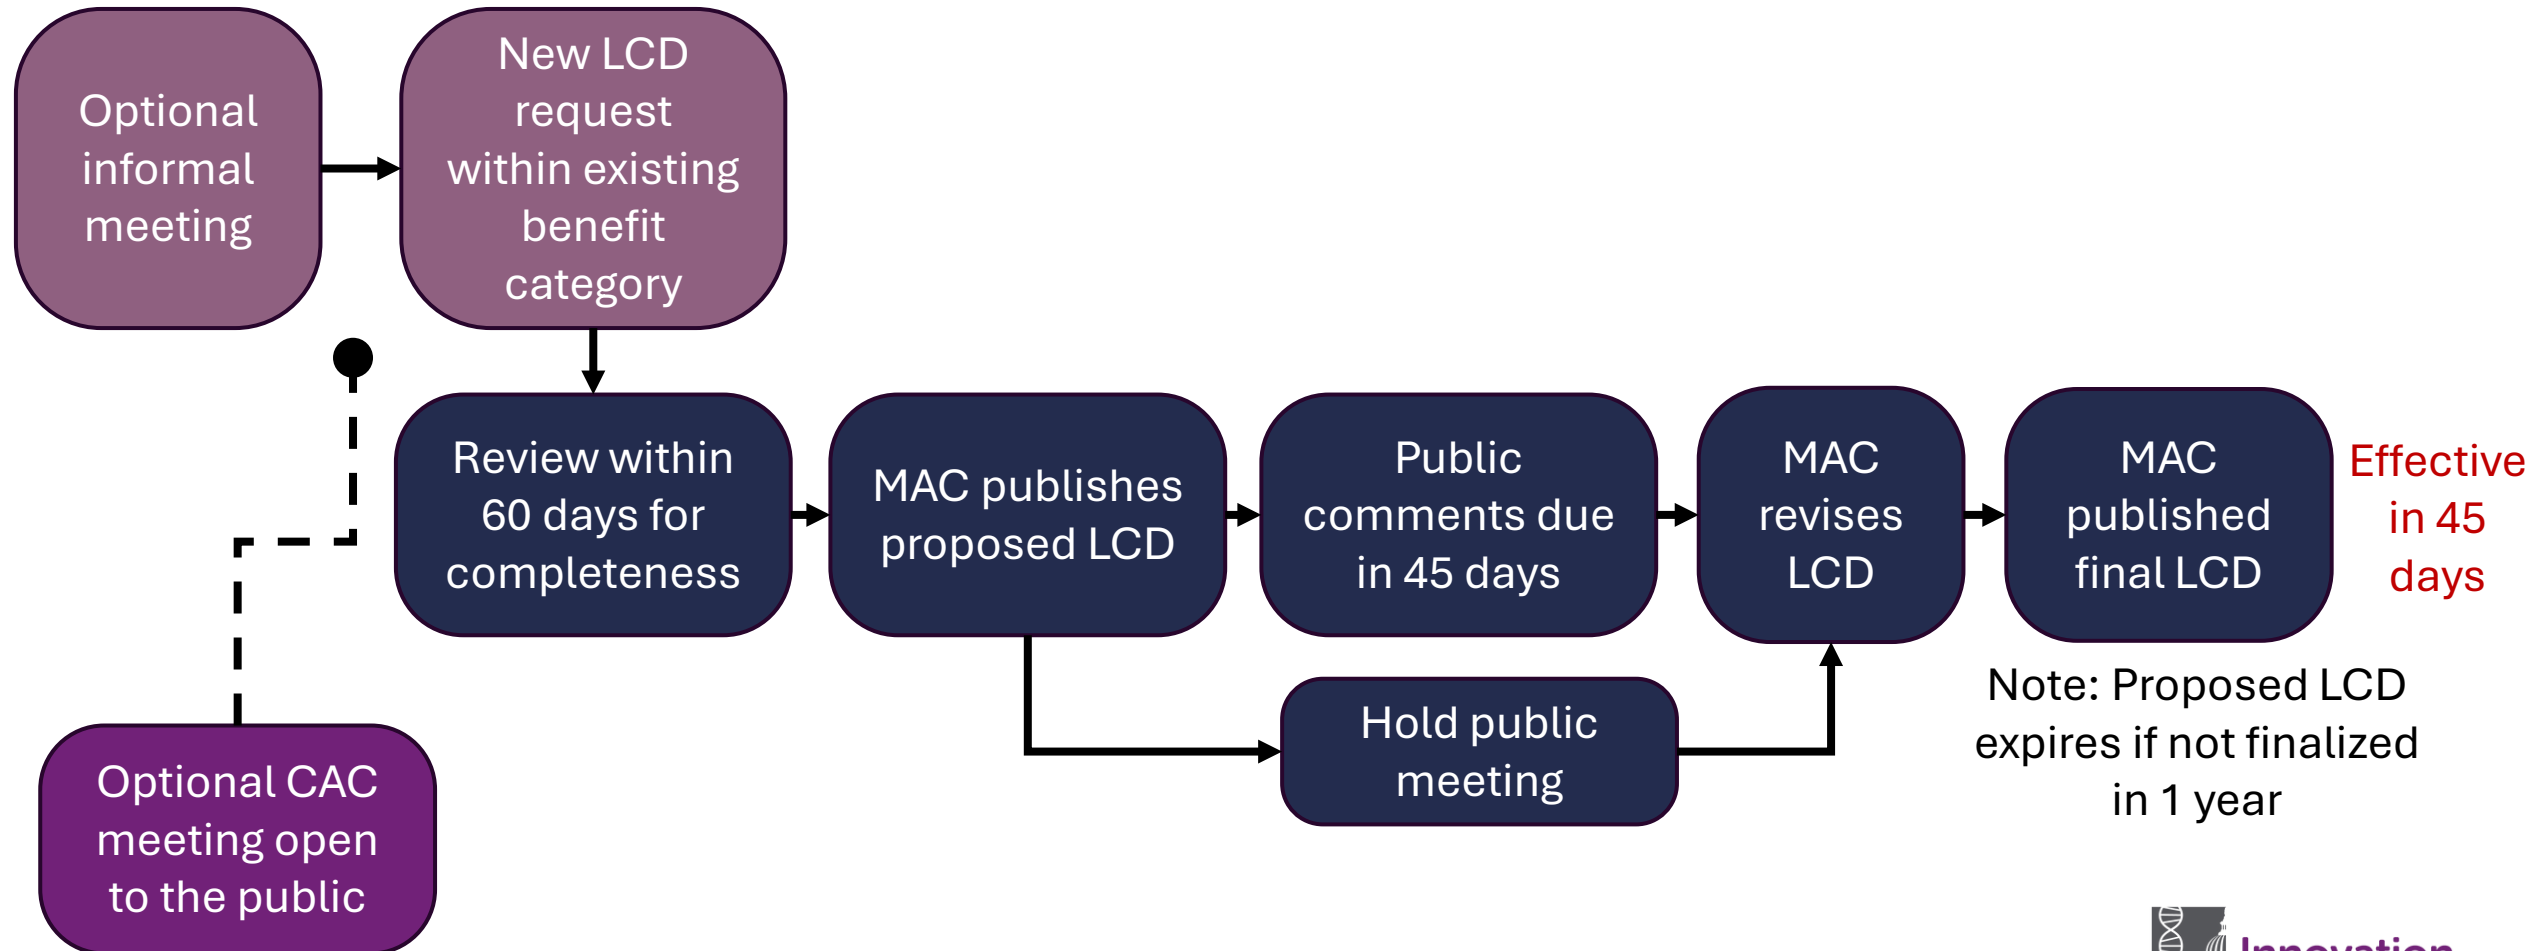 Optional
informal
meeting
New LCD
request
within existing
benefit
category
Review within
60 days for
completeness
MAC publishes
proposed LCD
Public
comments due
in 45 days
MAC
revises
LCD
MAC
published
final LCD
Effective
in 45
days
Hold public
meeting
Note: Proposed LCD
expires if not finalized
in 1 year
Optional CAC
meeting open
to the public
Innovation